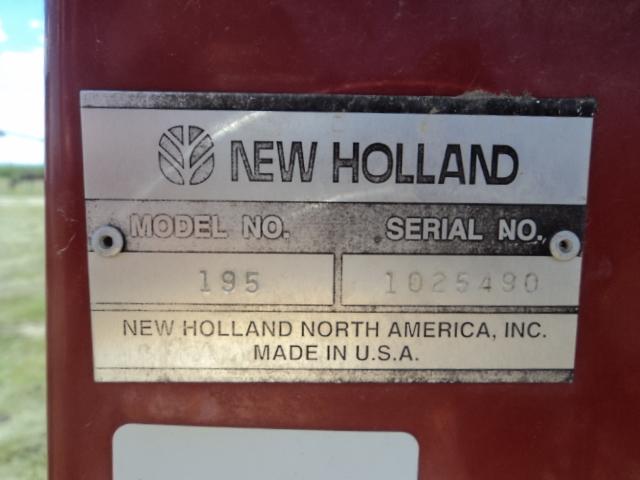 NEW HOLLAND
MODEL NO. SERIAL NO.
195 1025490
NEW HOLLAND NORTH AMERICA, INC.
MADE IN U.S.A.